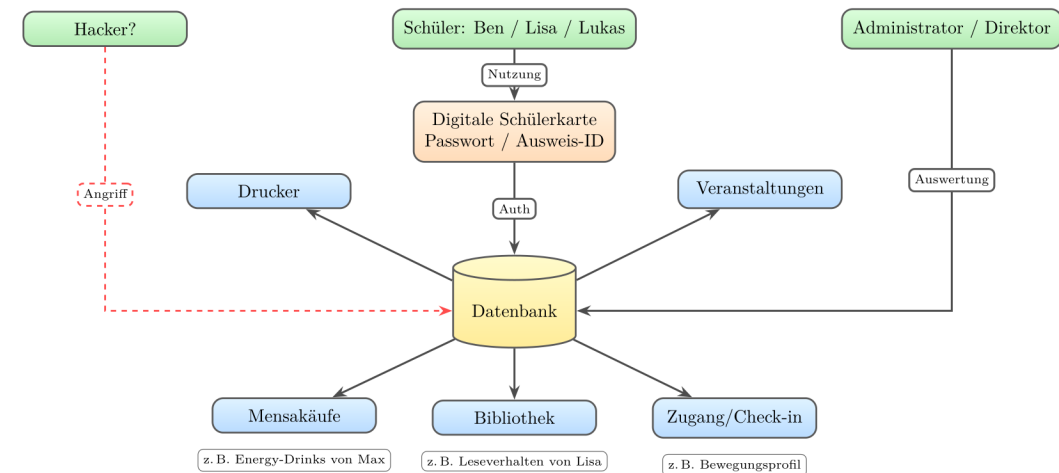 Hacker?
Schüler: Ben / Lisa / Lukas
Administrator / Direktor
Nutzung
Digitale Schülerkarte
Passwort / Ausweis-ID
Angriff
Drucker
Veranstaltungen
Auswertung
Auth
Datenbank
Mensakäufe
Bibliothek
Zugang/Check-in
z. B. Energy-Drinks von Max
z. B. Leseverhalten von Lisa
z. B. Bewegungsprofil